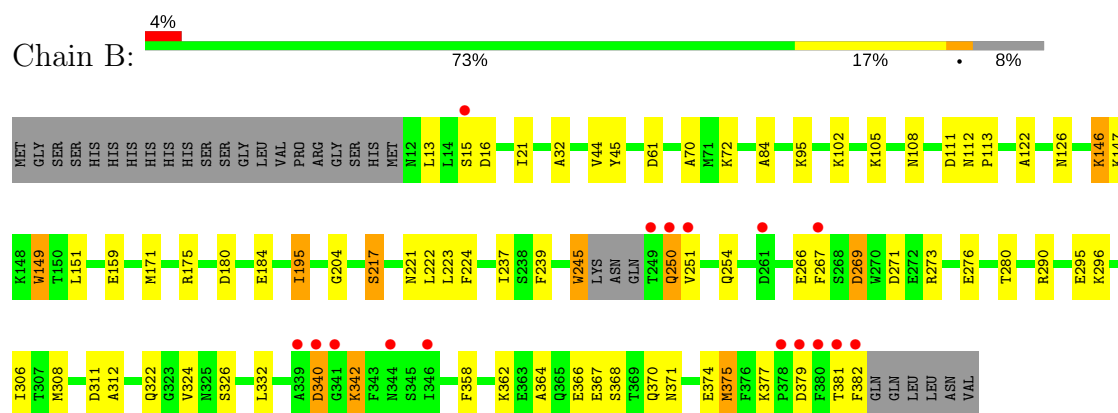 4%
Chain B:
73% 17% • 8%
MET GLY SER SER HIS HIS HIS HIS HIS HIS SER SER GLY LEU VAL PRO ARG GLY SER HIS MET N12 L13 L14 S15 D16 I21 A32 V44 Y45 D61 A70 M71 K72 A84 K95 K102 K105 N108 D111 N112 P113 A122 N126 K146 K147
K148 W149 T150 L151 E159 M171 R175 D180 E184 I195 G204 S217 N221 L222 L223 F224 I237 S238 F239 W245 LYS ASN GLN T249 Q250 V251 Q254 D261 E266 F267 S268 D269 W270 D271 E272 R273 E276 T280 R290 E295 K296
I306 T307 M308 D311 A312 Q322 G323 V324 N325 S326 L332 A339 D340 G341 K342 F343 N344 S345 I346 F358 K362 E363 A364 Q365 E366 E367 S368 T369 Q370 N371 E374 M375 F376 K377 P378 D379 F380 T381 F382 GLN GLN LEU LEU ASN VAL